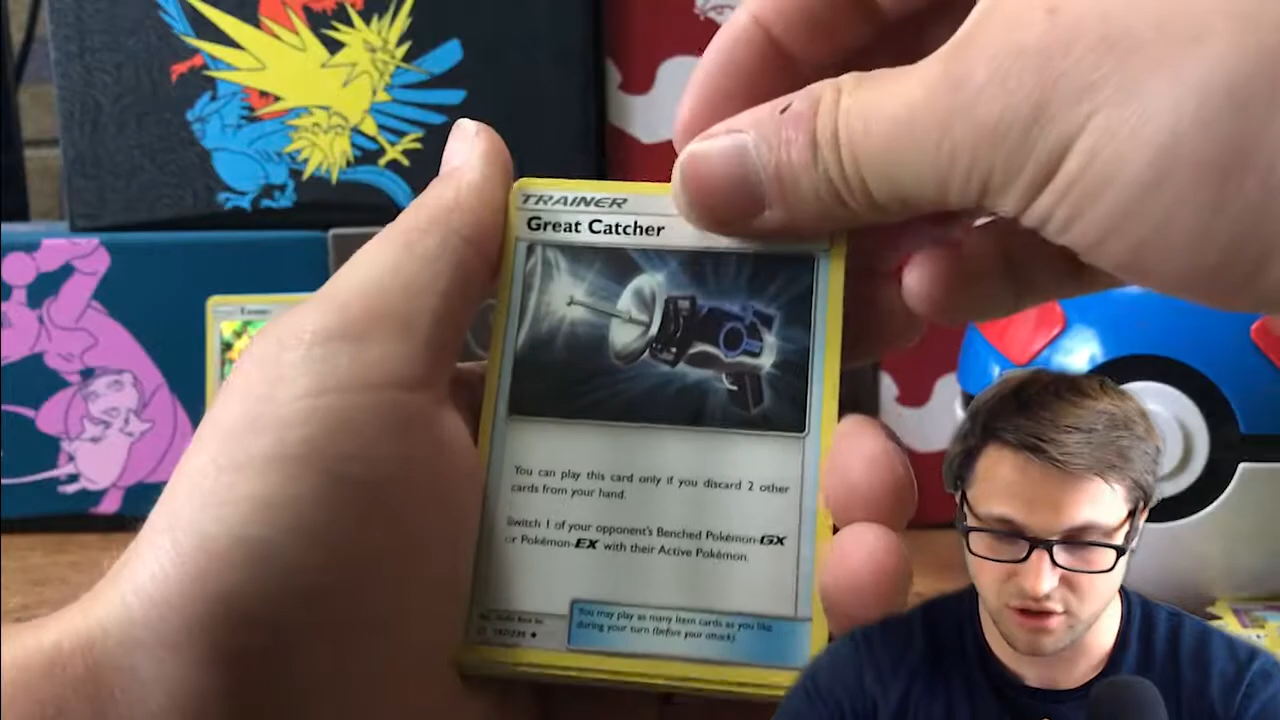 TRAINER
Great Catcher
You can play this card only if you discard 2 other
cards from your hand.
Switch 1 of your opponent's Benched Pokémon-GX
or Pokémon-EX with their Active Pokémon.
You may play as many Item cards as you like
during your turn (before your attack).